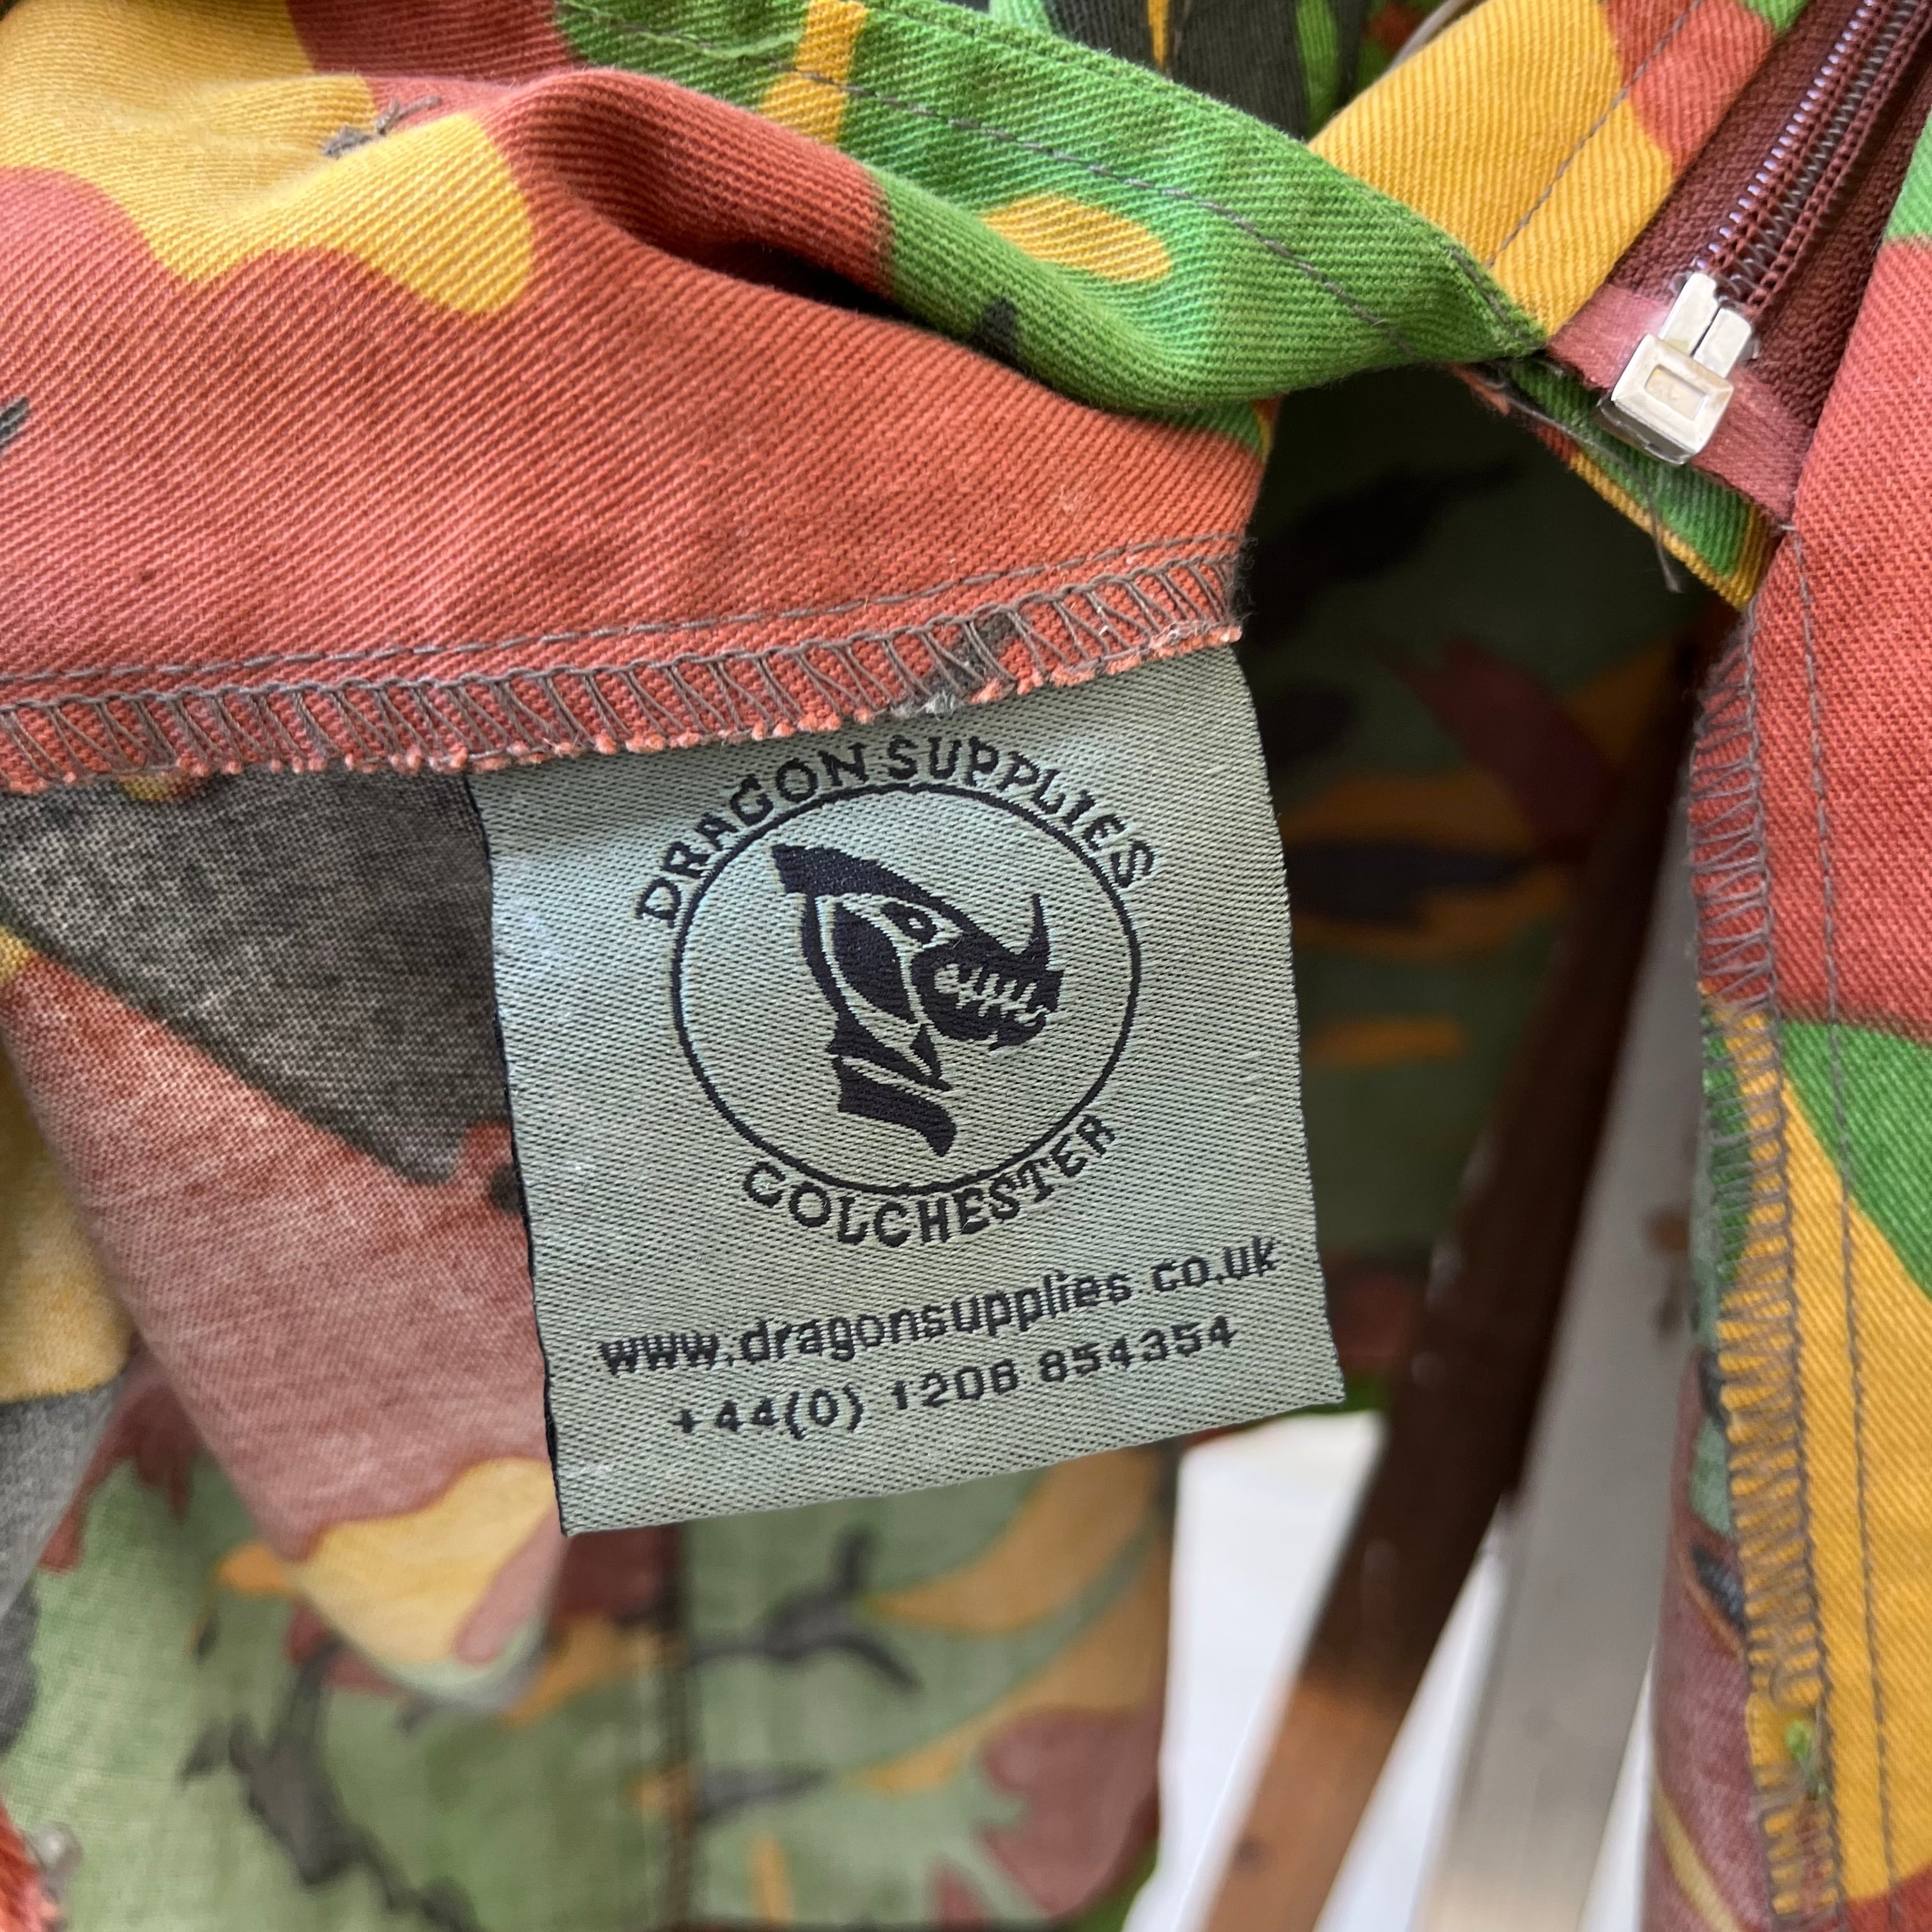 DRAGON SUPPLIES
COLCHESTER
www.dragonsupplies.co.uk
+44(0) 1206 854354